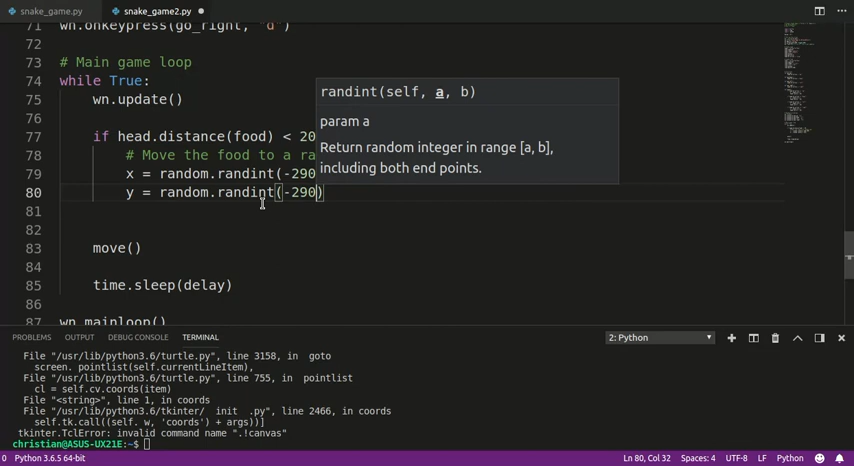 snake_game.py snake_game2.py
71 wn.onkeypress(go_right, "d")
72
73 # Main game loop
74 while True:
75 wn.update()
76
77 if head.distance(food) < 20
78 # Move the food to a ra
79 x = random.randint(-290
80 y = random.randint(-290)
81
82
83 move()
84
85 time.sleep(delay)
86
87 wn.mainloop()
randint(self, a, b)
param a
Return random integer in range [a, b],
including both end points.
PROBLEMS OUTPUT DEBUG CONSOLE TERMINAL 2: Python
File "/usr/lib/python3.6/turtle.py", line 3158, in goto
screen. pointlist(self.currentLineItem),
File "/usr/lib/python3.6/turtle.py", line 755, in pointlist
cl = self.cv.coords(item)
File "<string>", line 1, in coords
File "/usr/lib/python3.6/tkinter/ init .py", line 2466, in coords
self.tk.call((self. w, 'coords') + args))]
tkinter.TclError: invalid command name ".!canvas"
christian@ASUS-UX21E:~$
0 Python 3.6.5 64-bit Ln 80, Col 32 Spaces: 4 UTF-8 LF Python